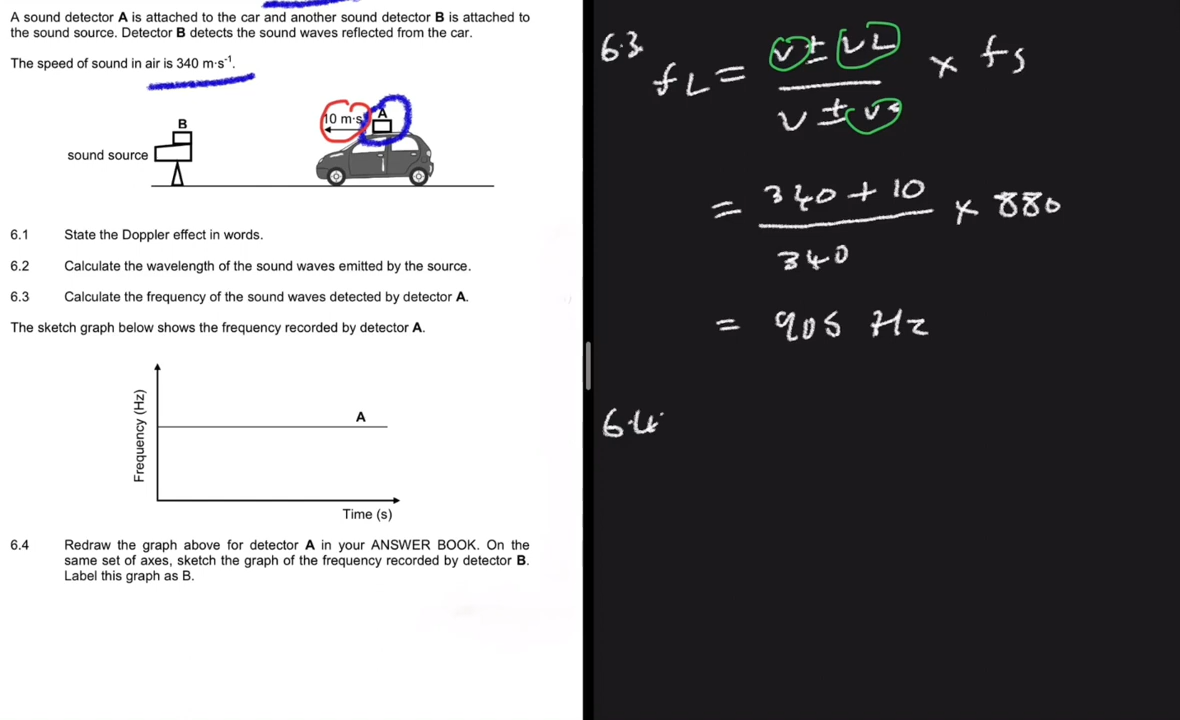 A sound detector A is attached to the car and another sound detector B is attached to
the sound source. Detector B detects the sound waves reflected from the car.
The speed of sound in air is 340 m·s⁻¹.
B
10 m·s A
sound source
6.1 State the Doppler effect in words.
6.2 Calculate the wavelength of the sound waves emitted by the source.
6.3 Calculate the frequency of the sound waves detected by detector A.
The sketch graph below shows the frequency recorded by detector A.
Frequency (Hz)
A
Time (s)
6.4 Redraw the graph above for detector A in your ANSWER BOOK. On the
same set of axes, sketch the graph of the frequency recorded by detector B.
Label this graph as B.
6.3
fL = v ± vL / v ± vs × fs
= 340 + 10 / 340 × 880
= 905 Hz
6.4